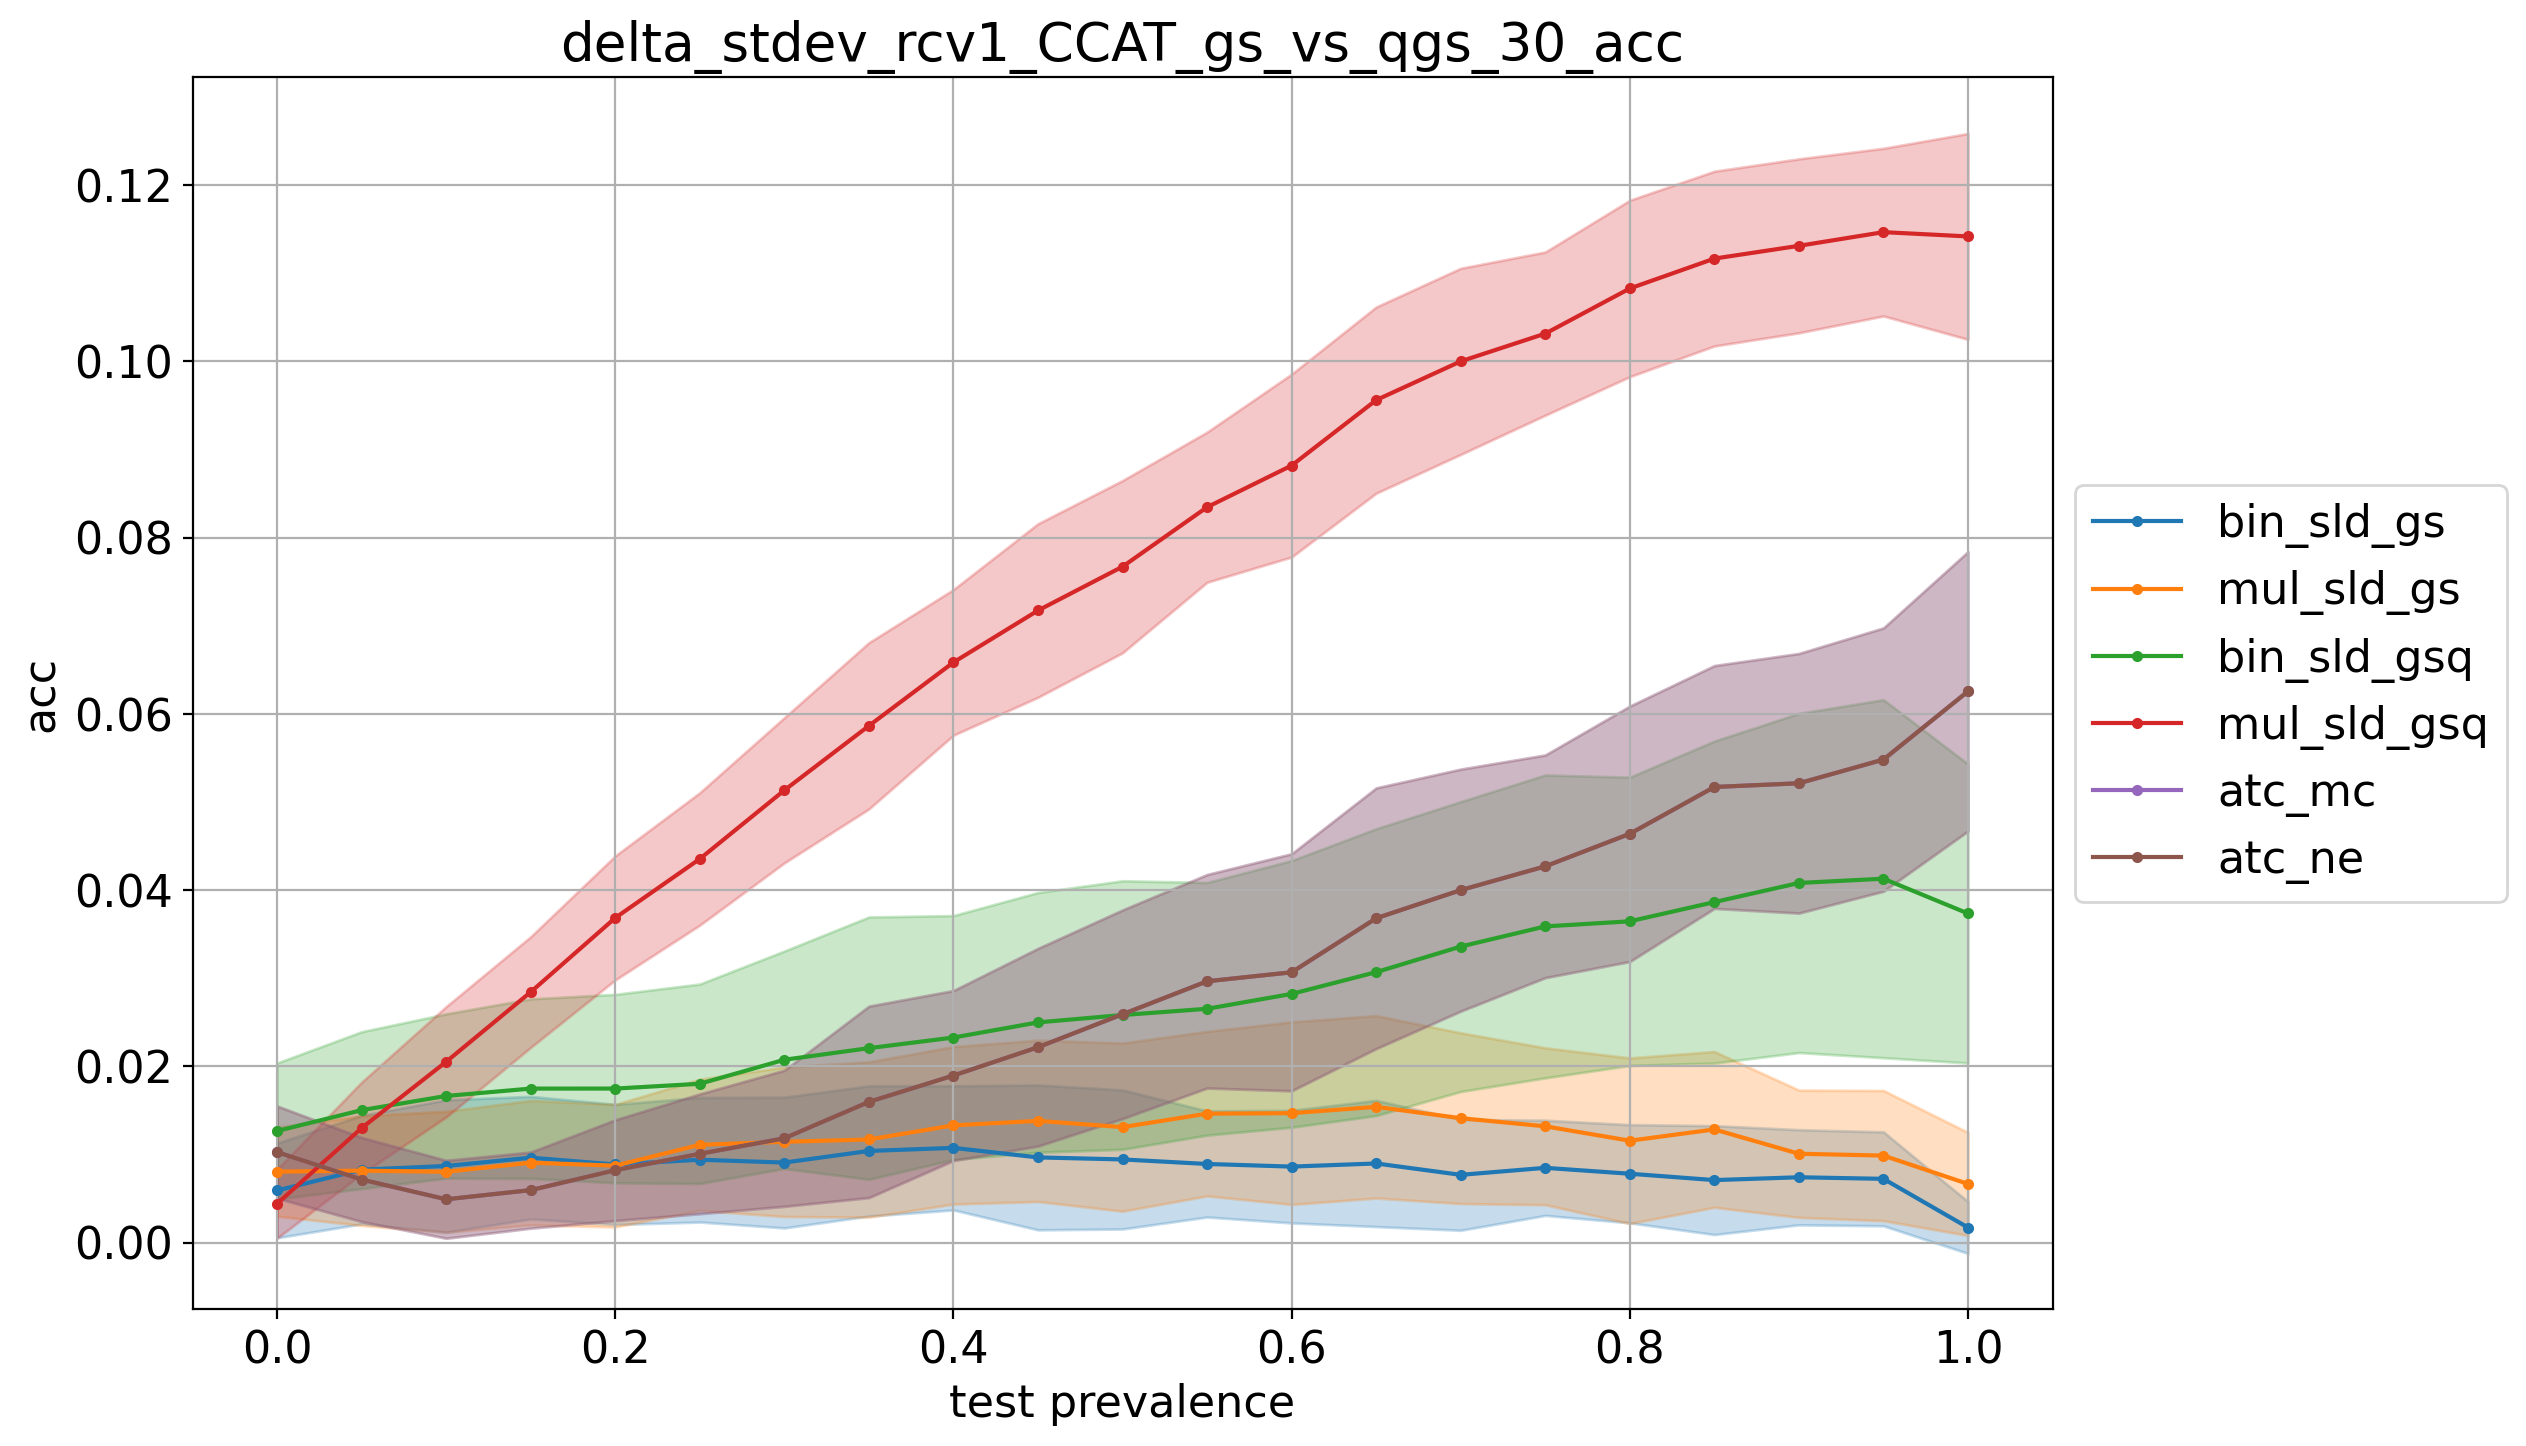 delta_stdev_rcv1_CCAT_gs_vs_qgs_30_acc
0.12
0.10
0.08
0.06
0.04
0.02
0.00
acc
0.0 0.2 0.4 0.6 0.8 1.0
test prevalence
bin_sld_gs
mul_sld_gs
bin_sld_gsq
mul_sld_gsq
atc_mc
atc_ne